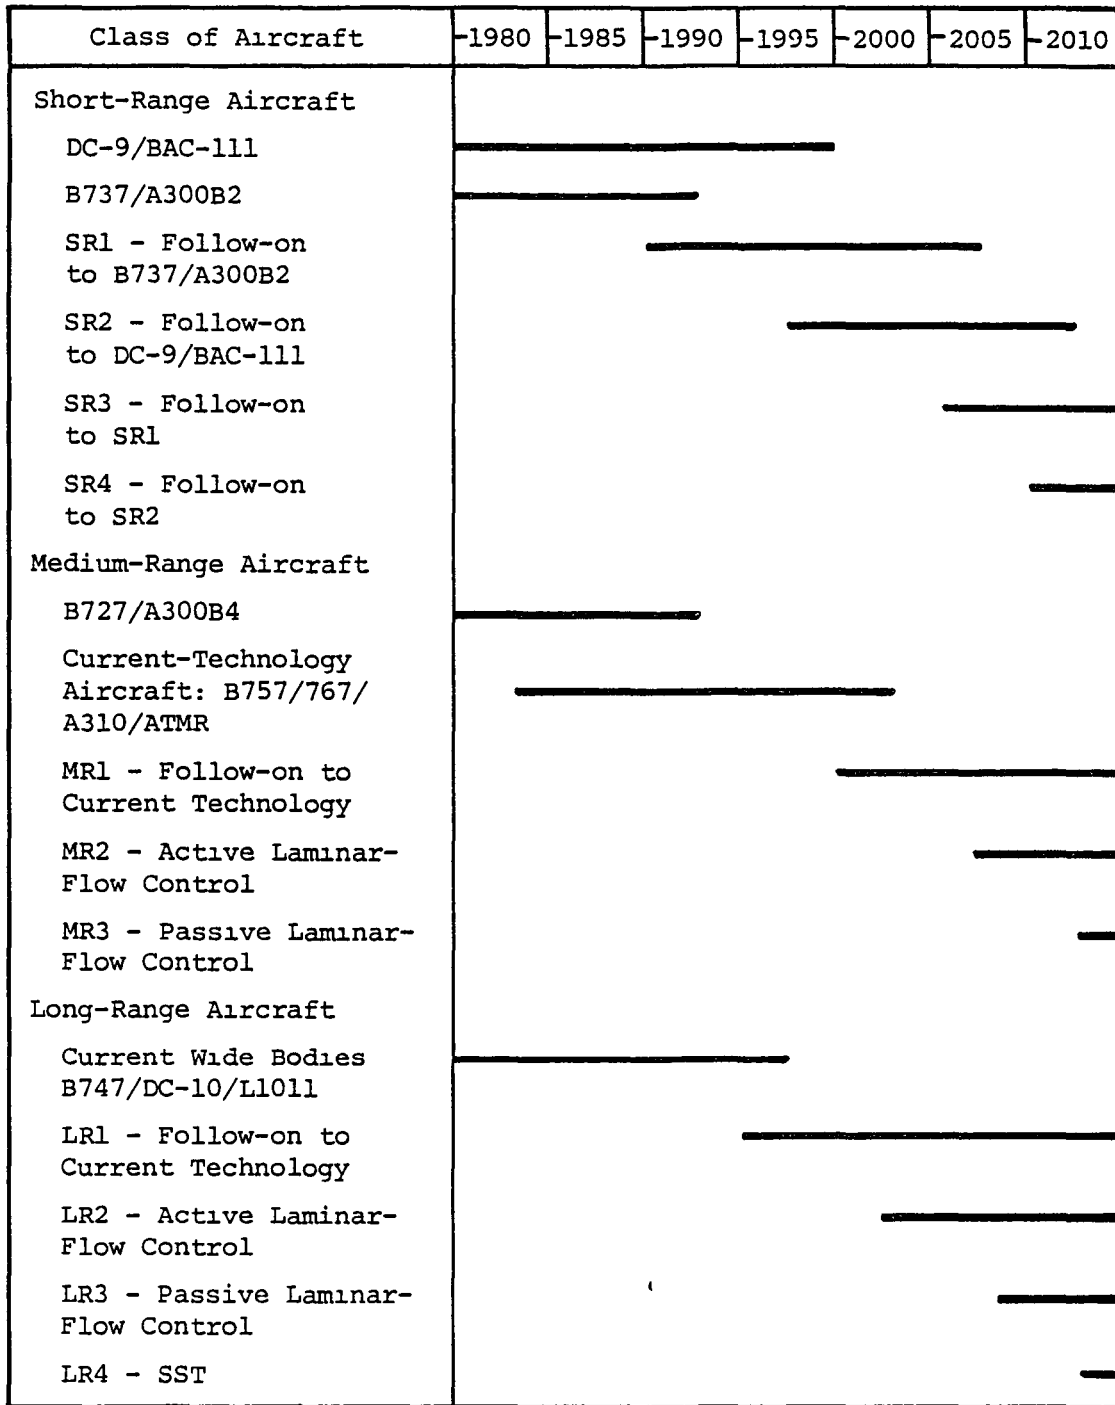 Class of Aircraft -1980 -1985 -1990 -1995 -2000 -2005 -2010
Short-Range Aircraft
DC-9/BAC-111
B737/A300B2
SR1 - Follow-on
to B737/A300B2
SR2 - Follow-on
to DC-9/BAC-111
SR3 - Follow-on
to SR1
SR4 - Follow-on
to SR2
Medium-Range Aircraft
B727/A300B4
Current-Technology
Aircraft: B757/767/
A310/ATMR
MR1 - Follow-on to
Current Technology
MR2 - Active Laminar-
Flow Control
MR3 - Passive Laminar-
Flow Control
Long-Range Aircraft
Current Wide Bodies
B747/DC-10/L1011
LR1 - Follow-on to
Current Technology
LR2 - Active Laminar-
Flow Control
LR3 - Passive Laminar-
Flow Control
LR4 - SST